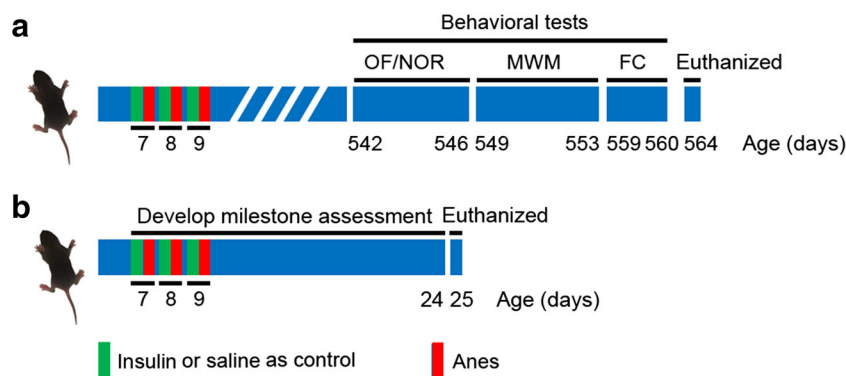 a
Behavioral tests
OF/NOR MWM FC Euthanized
7 8 9 542 546 549 553 559 560 564 Age (days)
b
Develop milestone assessment Euthanized
7 8 9 24 25 Age (days)
Insulin or saline as control Anes